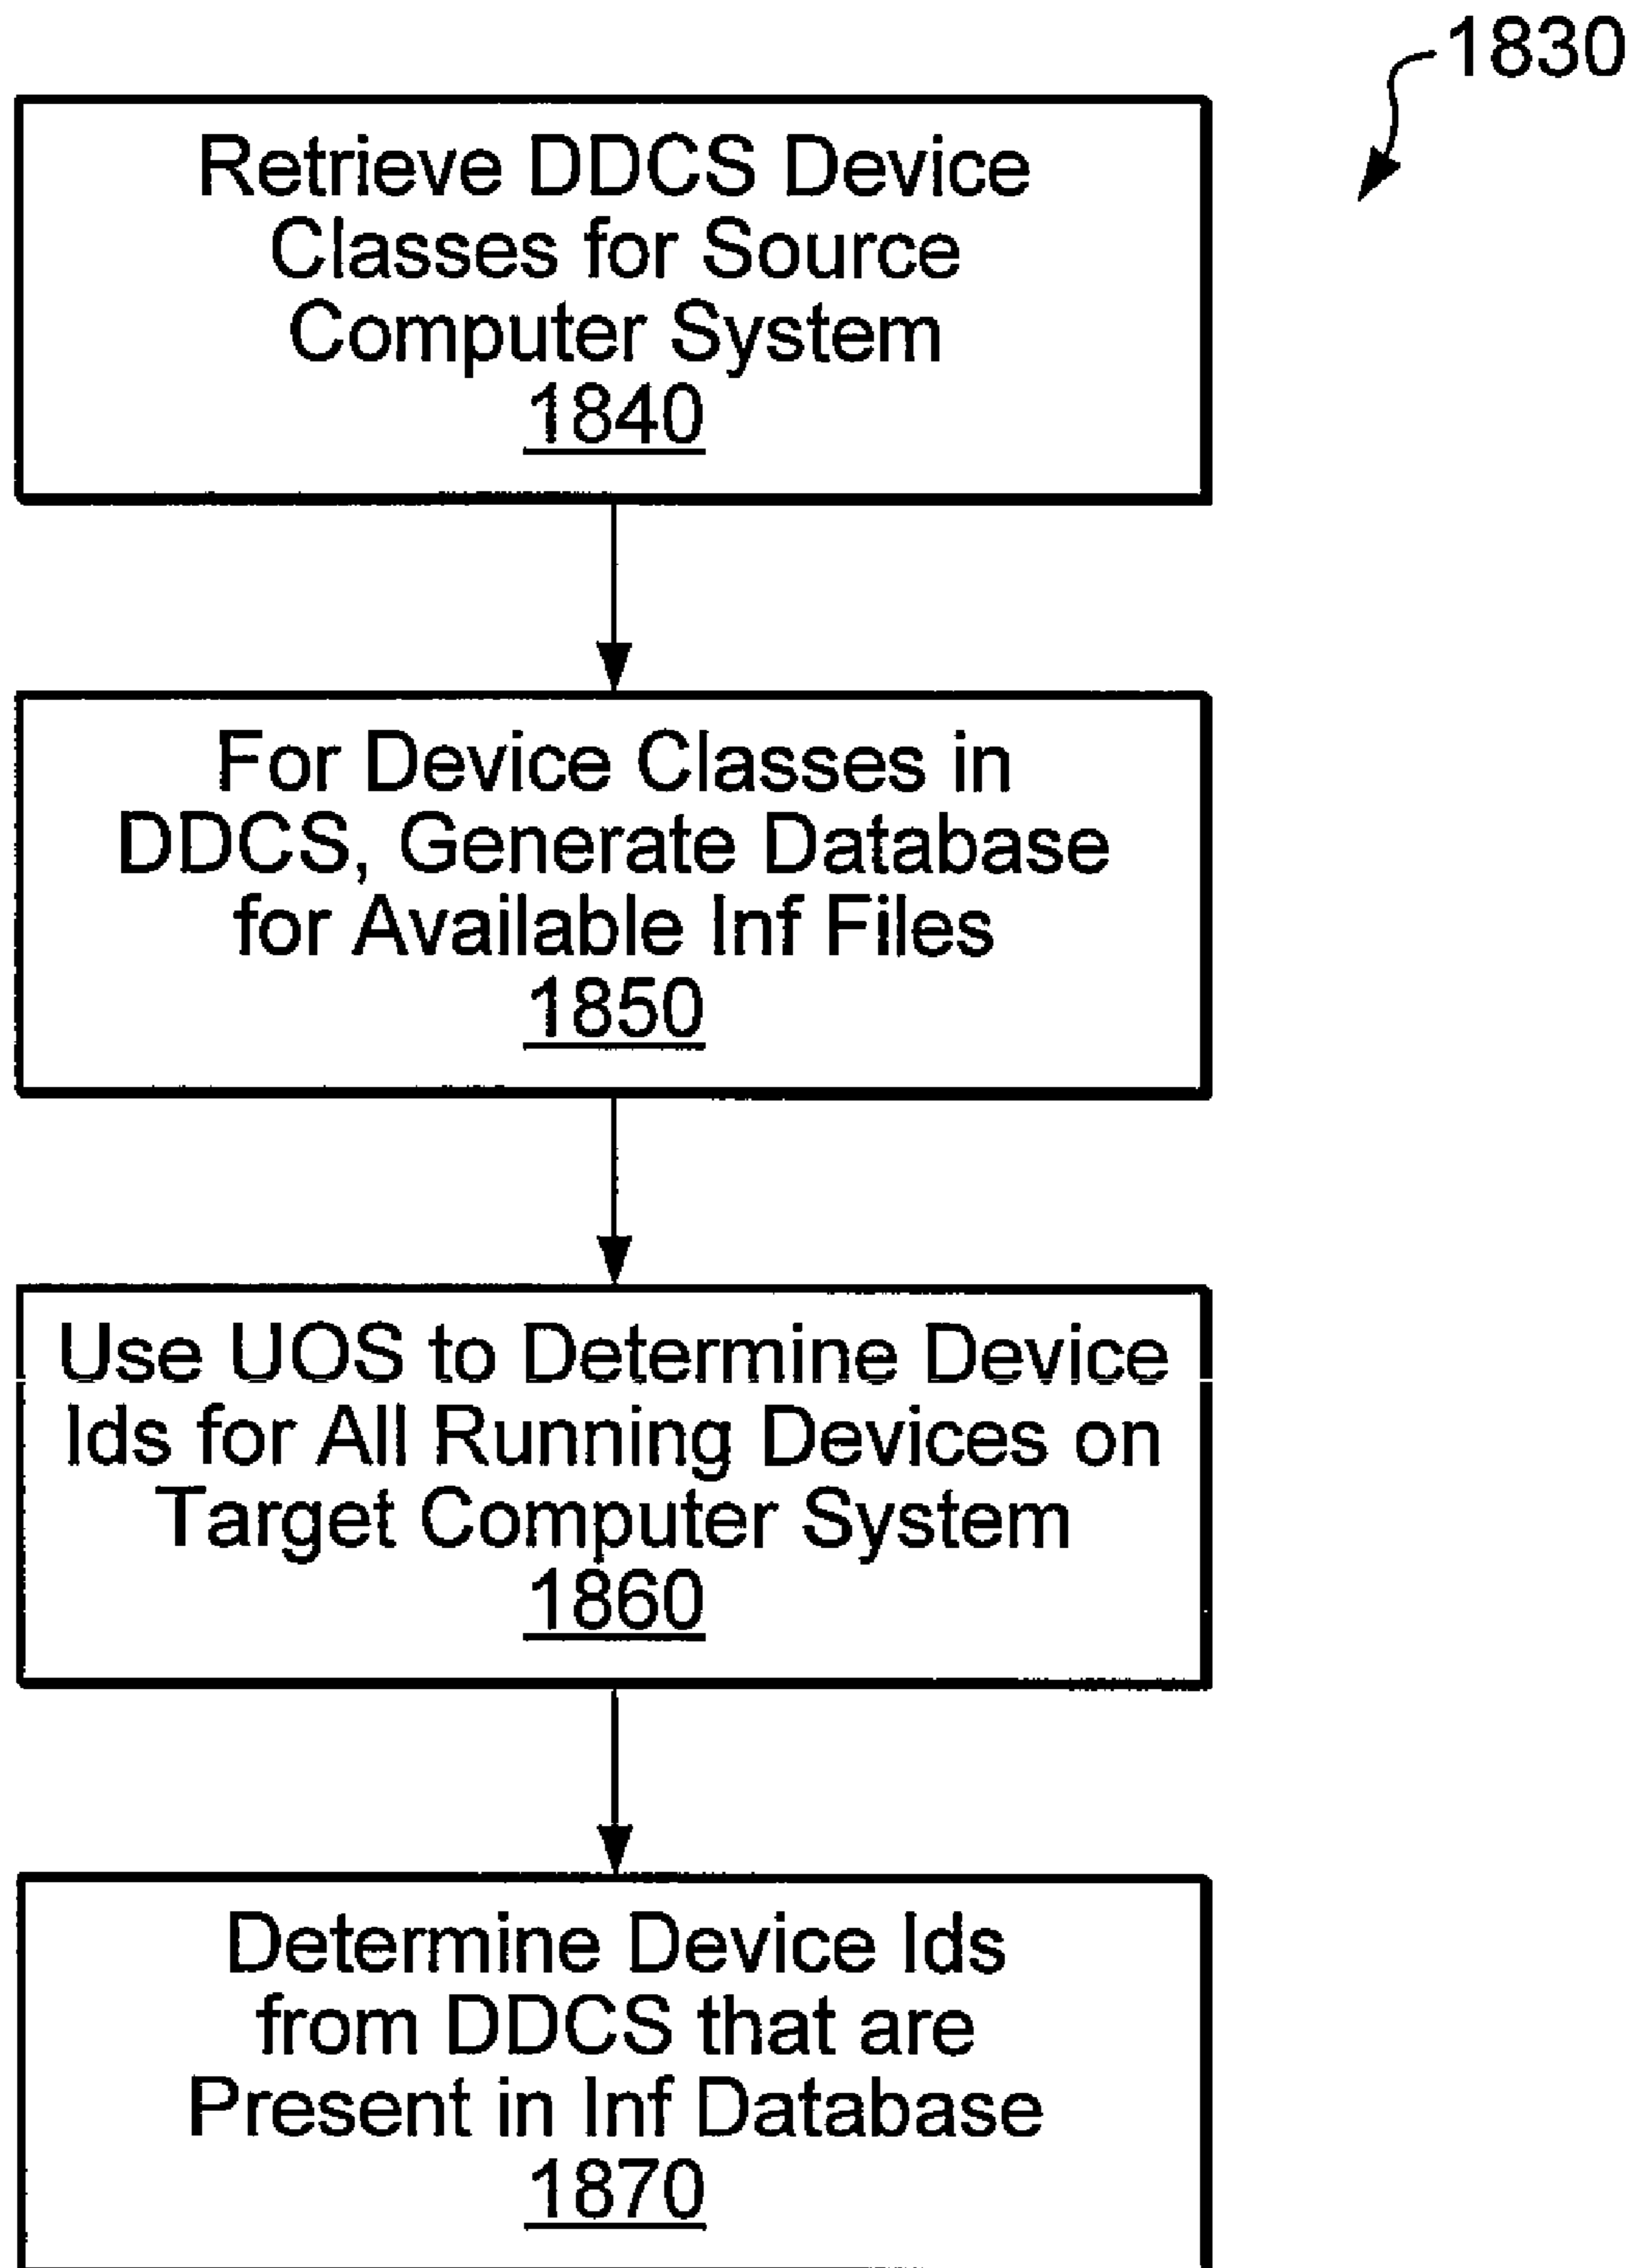 1830
Retrieve DDCS Device
Classes for Source
Computer System
1840
For Device Classes in
DDCS, Generate Database
for Available Inf Files
1850
Use UOS to Determine Device
Ids for All Running Devices on
Target Computer System
1860
Determine Device Ids
from DDCS that are
Present in Inf Database
1870